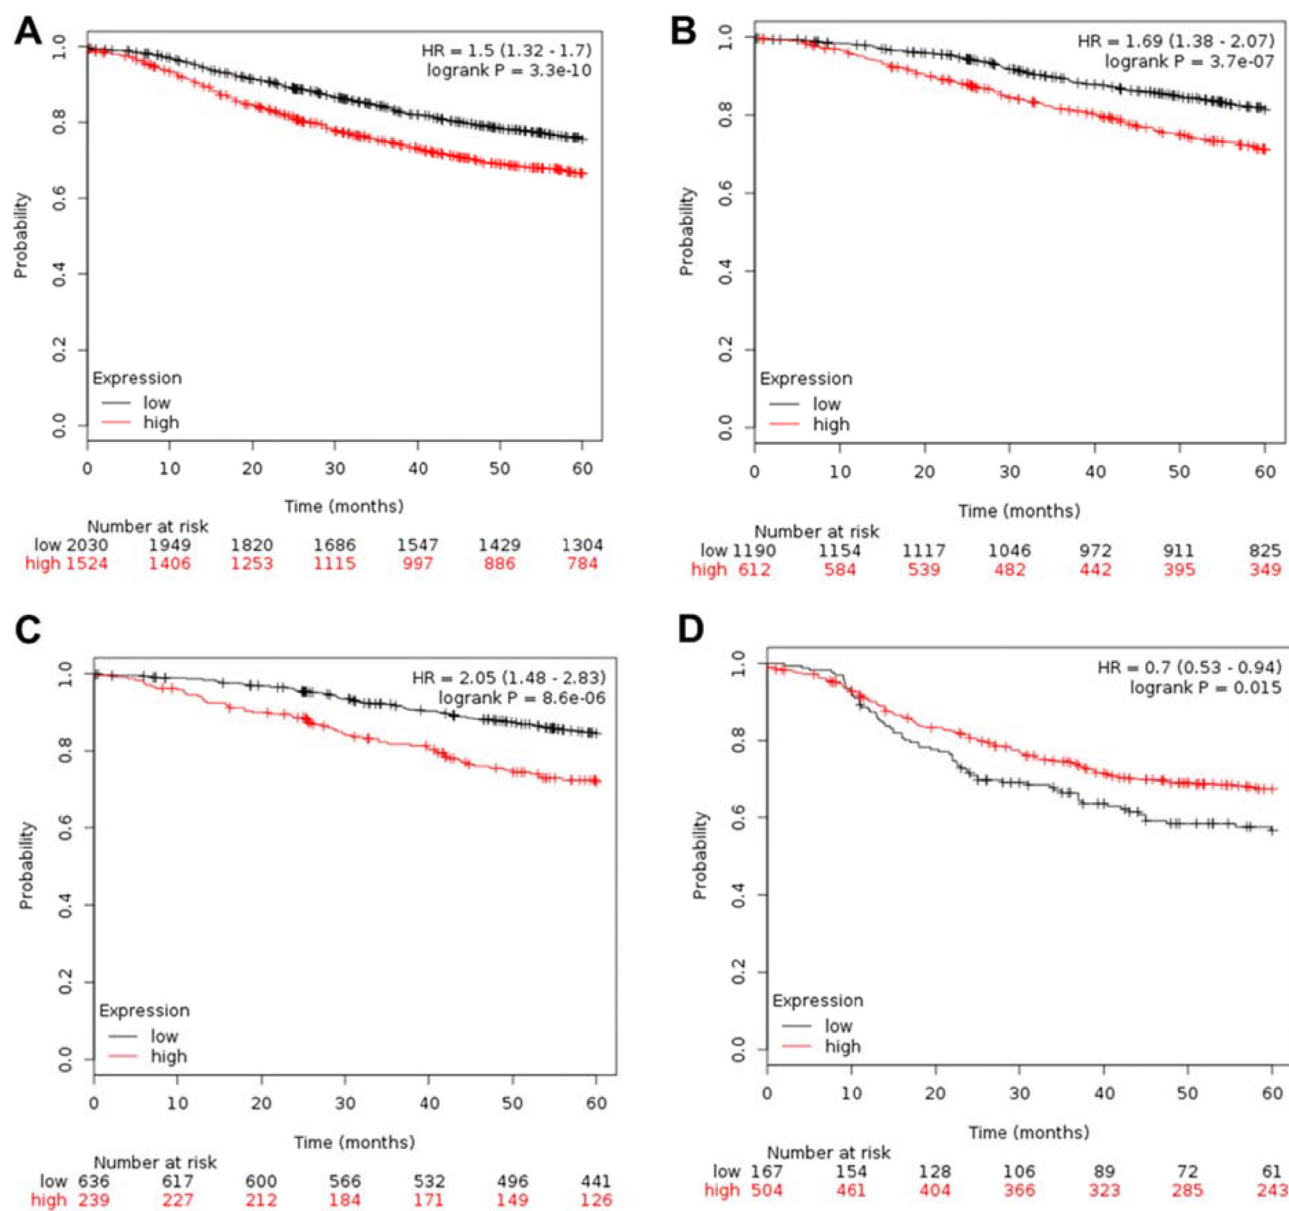 A
HR = 1.5 (1.32 - 1.7)
logrank P = 3.3e-10
Probability
1.0
0.8
0.6
0.4
0.2
0.0
Expression
low
high
0 10 20 30 40 50 60
Time (months)
Number at risk
low 2030 1949 1820 1686 1547 1429 1304
high 1524 1406 1253 1115 997 886 784
B
HR = 1.69 (1.38 - 2.07)
logrank P = 3.7e-07
Probability
1.0
0.8
0.6
0.4
0.2
0.0
Expression
low
high
0 10 20 30 40 50 60
Time (months)
Number at risk
low 1190 1154 1117 1046 972 911 825
high 612 584 539 482 442 395 349
C
HR = 2.05 (1.48 - 2.83)
logrank P = 8.6e-06
Probability
1.0
0.8
0.6
0.4
0.2
0.0
Expression
low
high
0 10 20 30 40 50 60
Time (months)
Number at risk
low 636 617 600 566 532 496 441
high 239 227 212 184 171 149 126
D
HR = 0.7 (0.53 - 0.94)
logrank P = 0.015
Probability
1.0
0.8
0.6
0.4
0.2
0.0
Expression
low
high
0 10 20 30 40 50 60
Time (months)
Number at risk
low 167 154 128 106 89 72 61
high 504 461 404 366 323 285 243